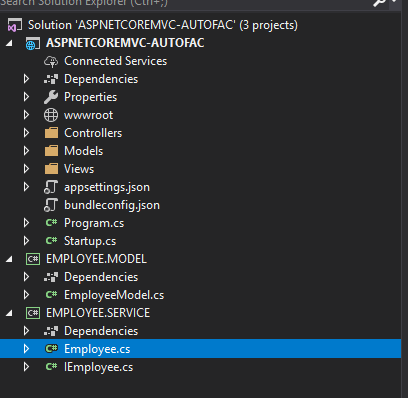 Search Solution Explorer (Ctrl+;)
Solution 'ASPNETCOREMVC-AUTOFAC' (3 projects)
ASPNETCOREMVC-AUTOFAC
Connected Services
Dependencies
Properties
wwwroot
Controllers
Models
Views
appsettings.json
bundleconfig.json
C# Program.cs
C# Startup.cs
C# EMPLOYEE.MODEL
Dependencies
C# EmployeeModel.cs
C# EMPLOYEE.SERVICE
Dependencies
C# Employee.cs
C# IEmployee.cs